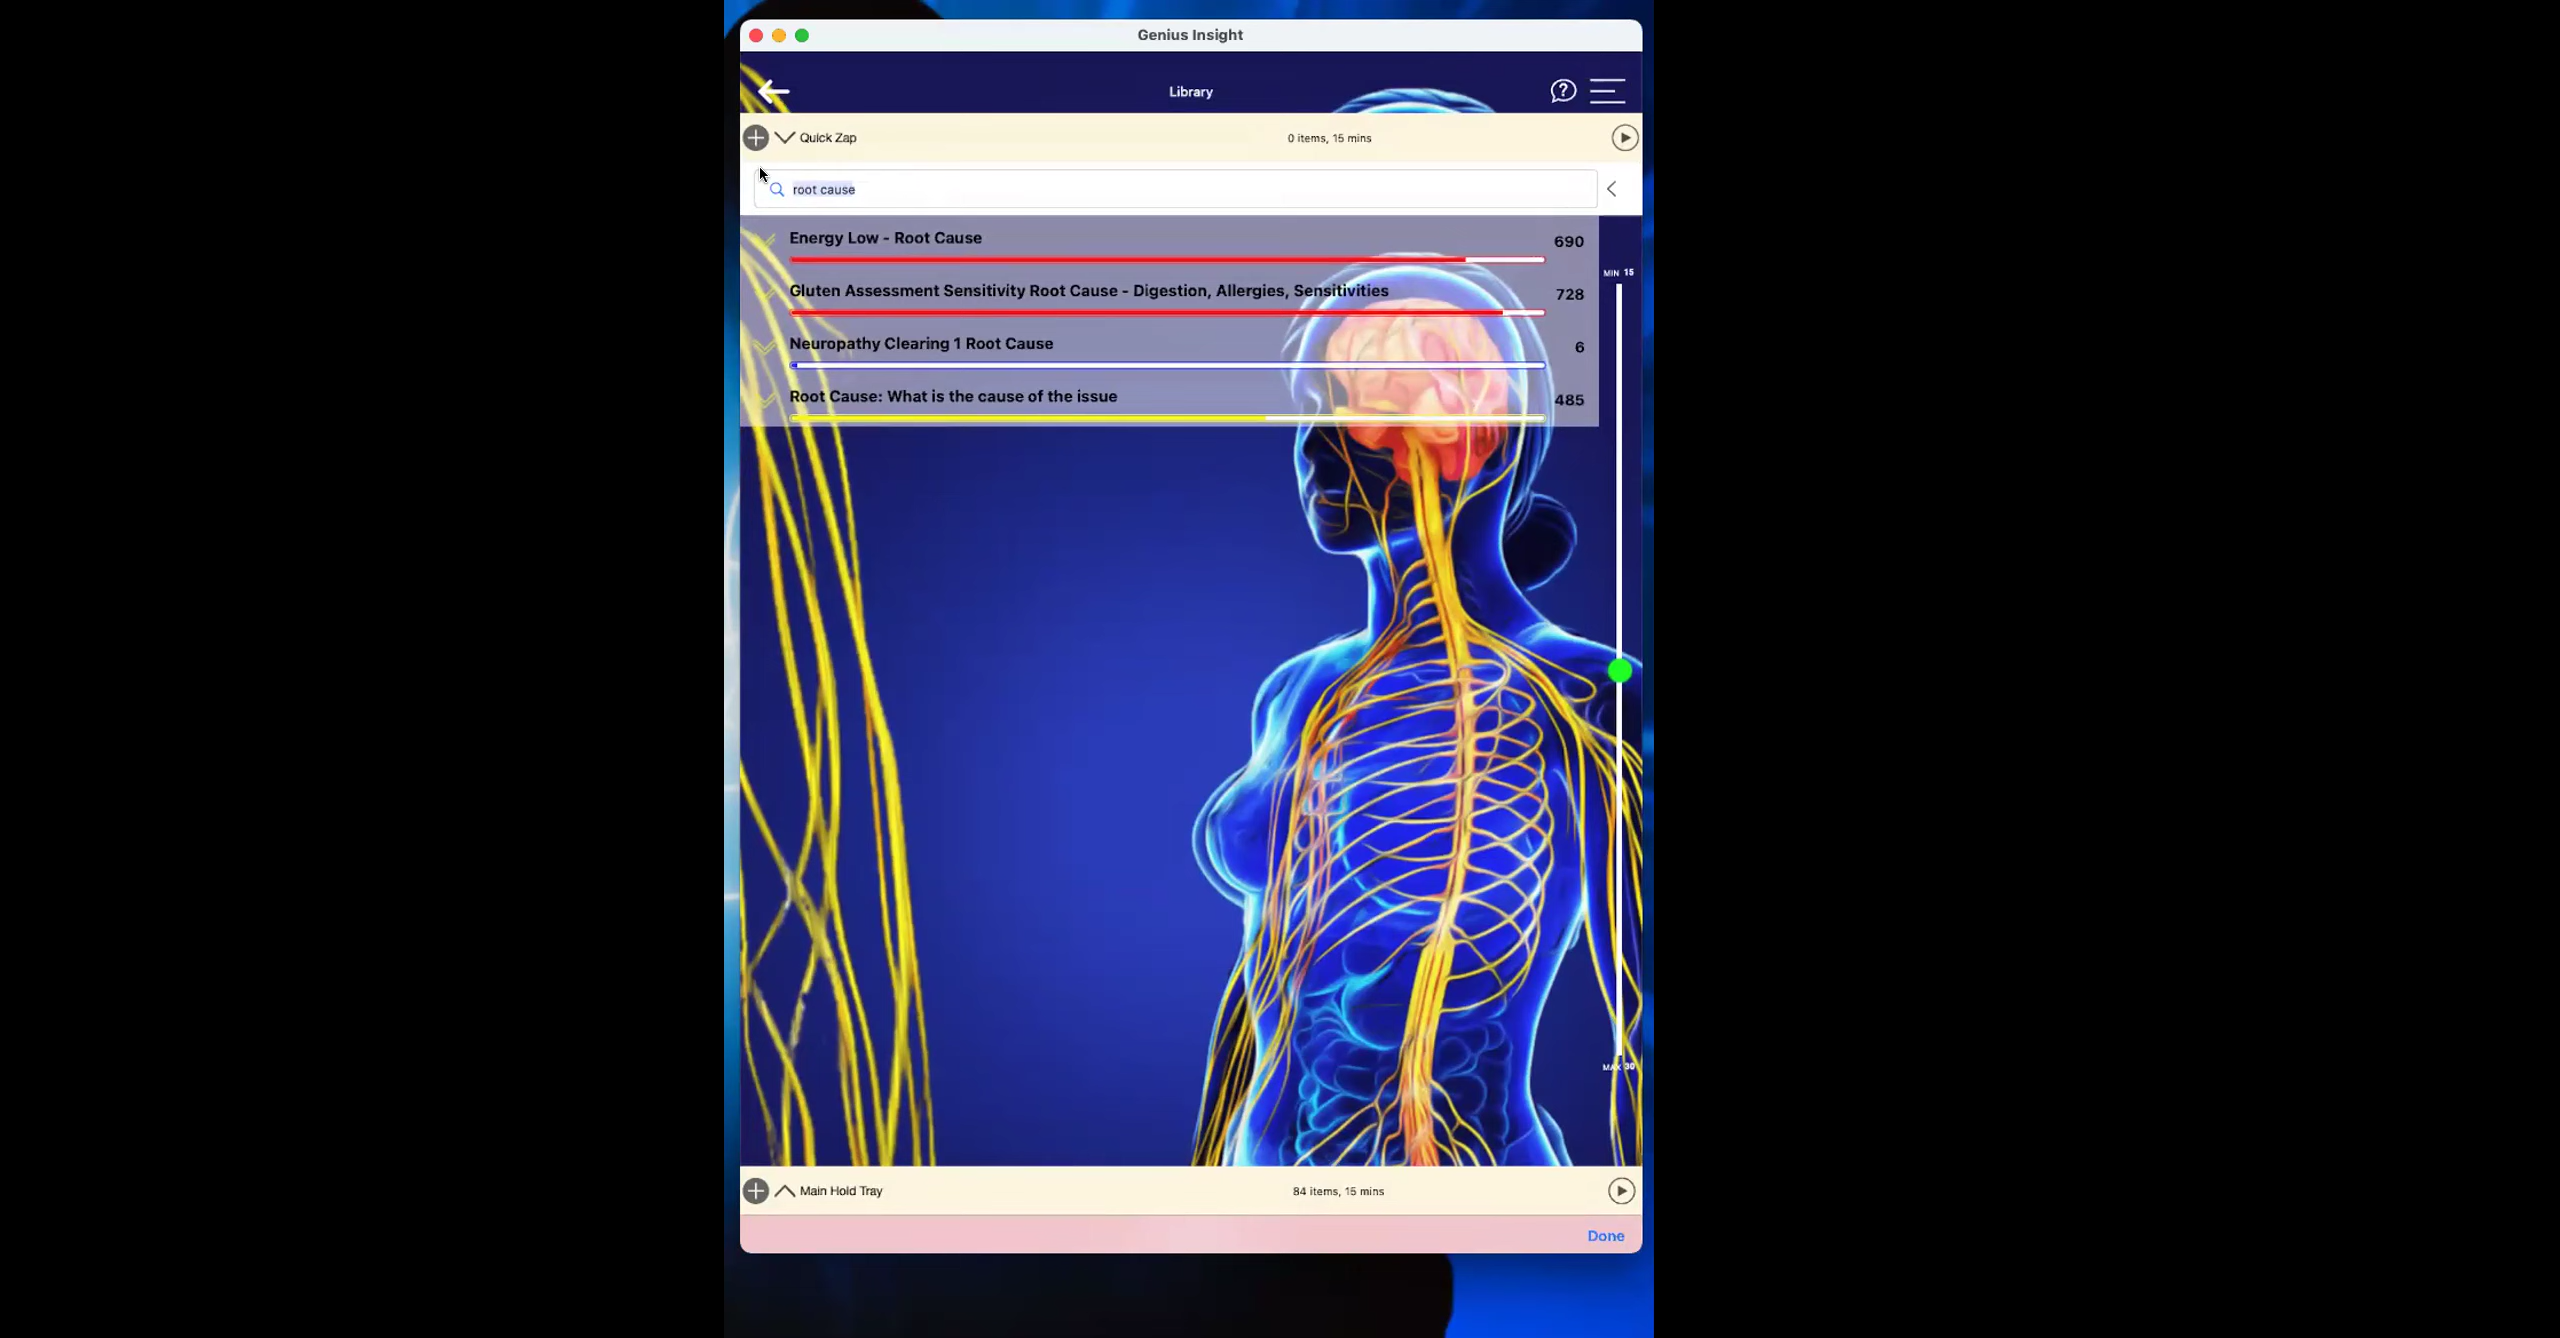 Genius Insight
Library
Quick Zap 0 items, 15 mins
root cause
Energy Low - Root Cause 690
MIN 15
Gluten Assessment Sensitivity Root Cause - Digestion, Allergies, Sensitivities 728
Neuropathy Clearing 1 Root Cause 6
Root Cause: What is the cause of the issue 485
MAX 30
Main Hold Tray 84 items, 15 mins
Done